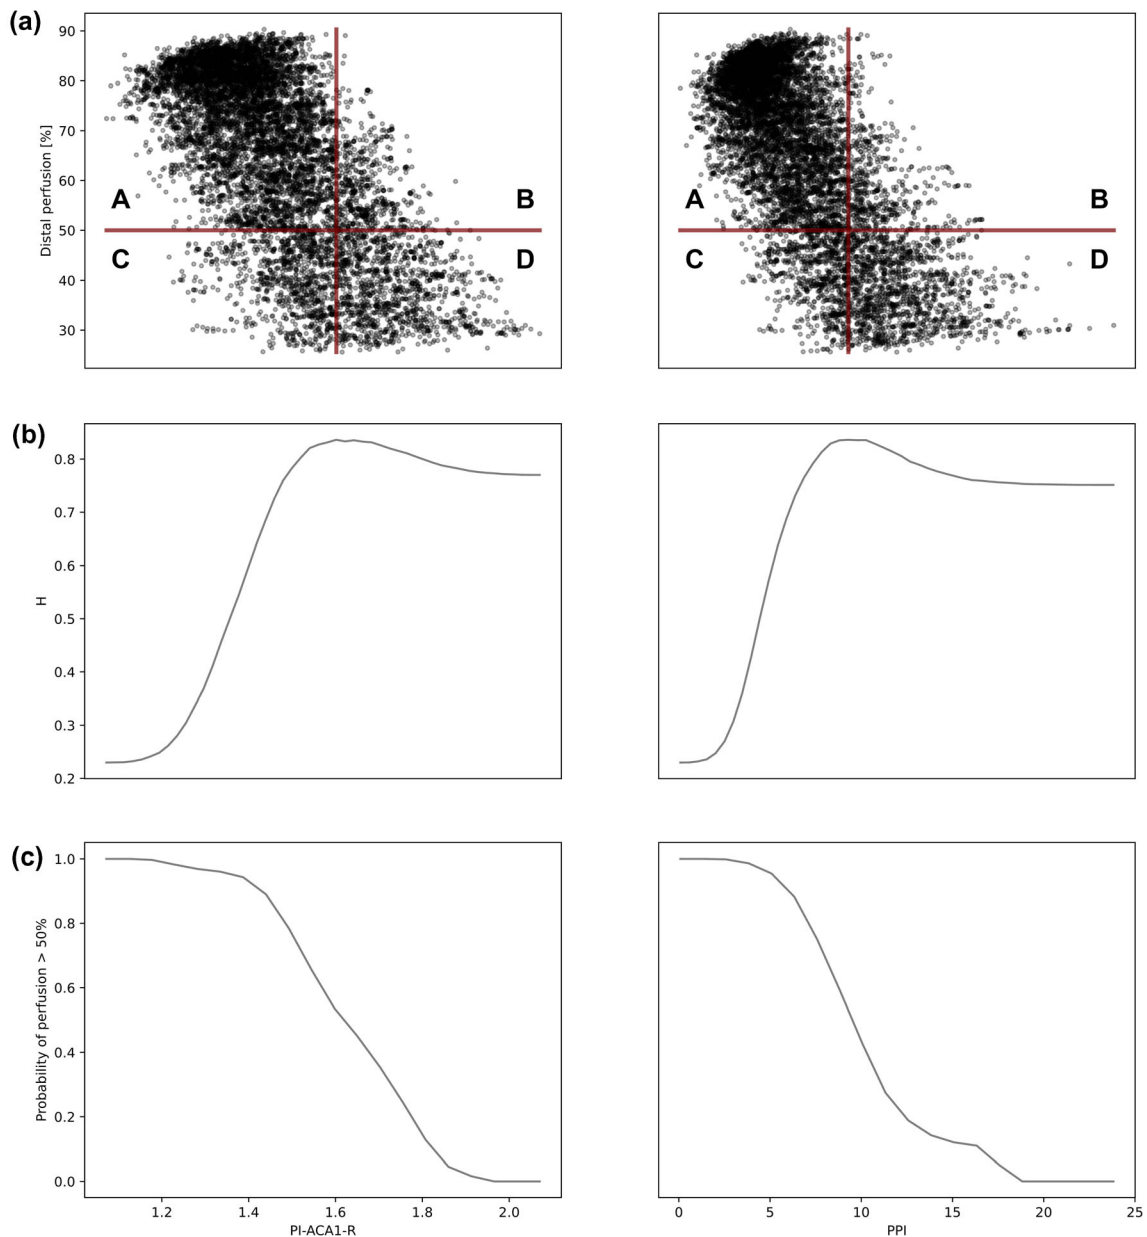 (a)
90
80
70
60
50
40
30
Distal perfusion [%]
A
B
C
D
A
B
C
D
(b)
0.8
0.7
0.6
0.5
0.4
0.3
0.2
H
(c)
1.0
0.8
0.6
0.4
0.2
0.0
Probability of perfusion > 50%
1.2 1.4 1.6 1.8 2.0
PI-ACA1-R
0 5 10 15 20 25
PPI